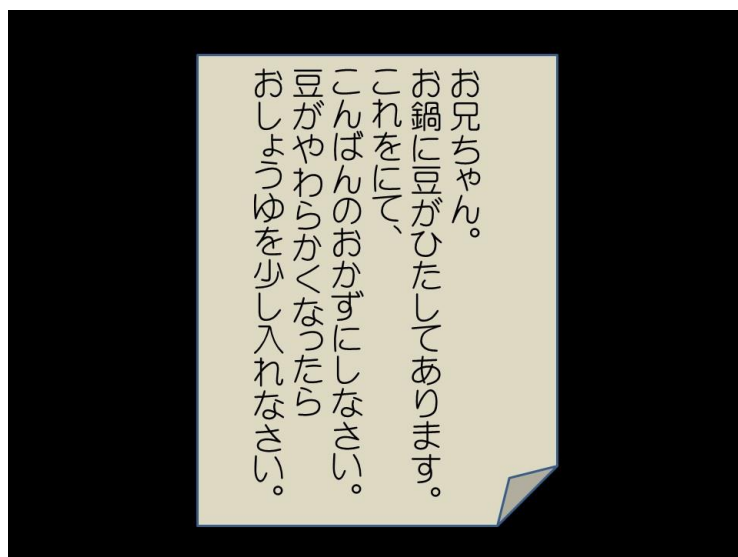 お兄ちゃん。
お鍋に豆がひたしてあります。
これをにて、
こんばんのおかずにしなさい。
豆がやわらかくなったら
おしょうゆを少し入れなさい。